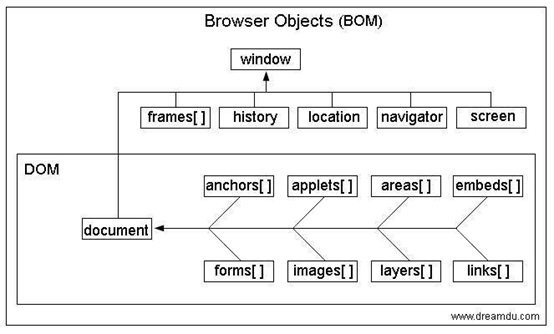 Browser Objects (BOM)
window
frames[ ] history location navigator screen
DOM
anchors[ ] applets[ ] areas[ ] embeds[ ]
document
forms[ ] images[ ] layers[ ] links[ ]
www.dreamdu.com